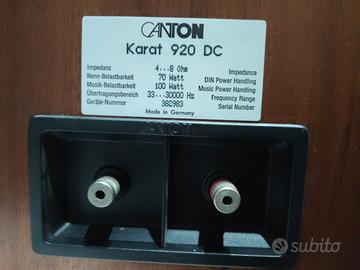 CANTON
Karat 920 DC
Impedanz 4...8 Ohm Impedance
Nenn-Belastbarkeit 70 Watt DIN Power Handling
Musik-Belastbarkeit 100 Watt Music Power Handling
Übertragungsbereich 33...30000 Hz Frequency Range
Geräte-Nummer 382983 Serial Number
Made in Germany
CANTON
subito